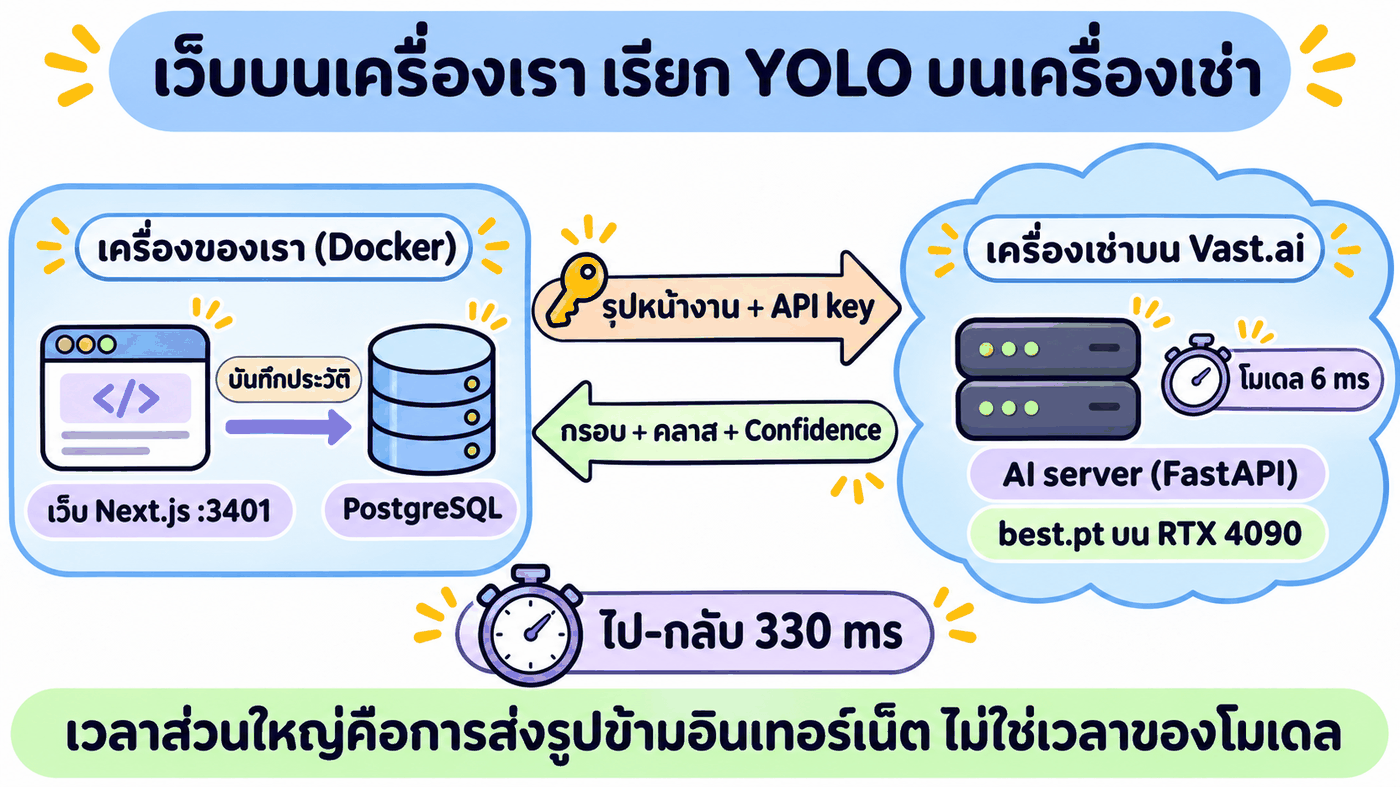 เว็บบนเครื่องเรา เรียก YOLO บนเครื่องเช่า
เครื่องของเรา (Docker)
</>
บันทึกประวัติ
เว็บ Next.js :3401
PostgreSQL
รุปหน้างาน + API key
กรอบ + คลาส + Confidence
เครื่องเช่าบน Vast.ai
โมเดล 6 ms
AI server (FastAPI)
best.pt บน RTX 4090
ไป-กลับ 330 ms
เวลาส่วนใหญ่คือการส่งรูปข้ามอินเทอร์เน็ต ไม่ใช่เวลาของโมเดล